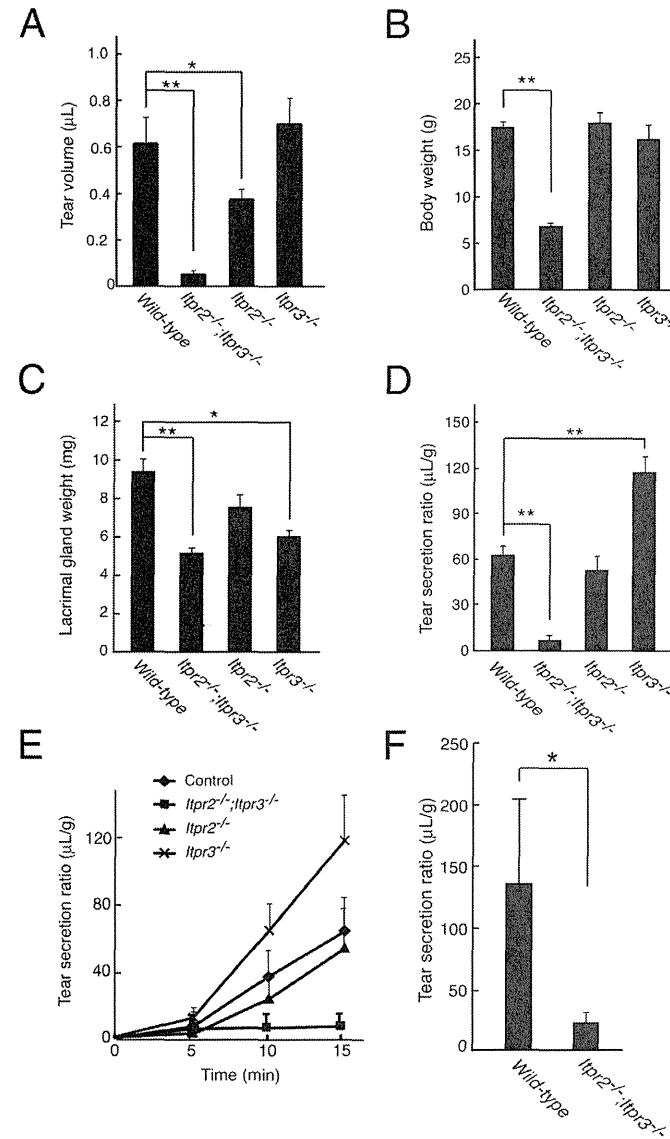 A
Tear volume (μL)
1.0
0.8
0.6
0.4
0.2
0
*
**
Wild-type
Itpr2-/-;Itpr3-/-
Itpr2-/-
Itpr3-/-
B
Body weight (g)
25
20
15
10
5
0
**
Wild-type
Itpr2-/-;Itpr3-/-
Itpr2-/-
C
Lacrimal gland weight (mg)
12
10
8
6
4
2
0
*
**
Wild-type
Itpr2-/-;Itpr3-/-
Itpr2-/-
Itpr3-/-
D
Tear secretion ratio (μL/g)
150
120
90
60
30
0
**
**
Wild-type
Itpr2-/-;Itpr3-/-
Itpr2-/-
Itpr3-/-
E
Tear secretion ratio (μL/g)
120
80
40
0
Control
Itpr2-/-;Itpr3-/-
Itpr2-/-
Itpr3-/-
0
5
10
15
Time (min)
F
Tear secretion ratio (μL/g)
250
200
150
100
50
0
*
Wild-type
Itpr2-/-;Itpr3-/-